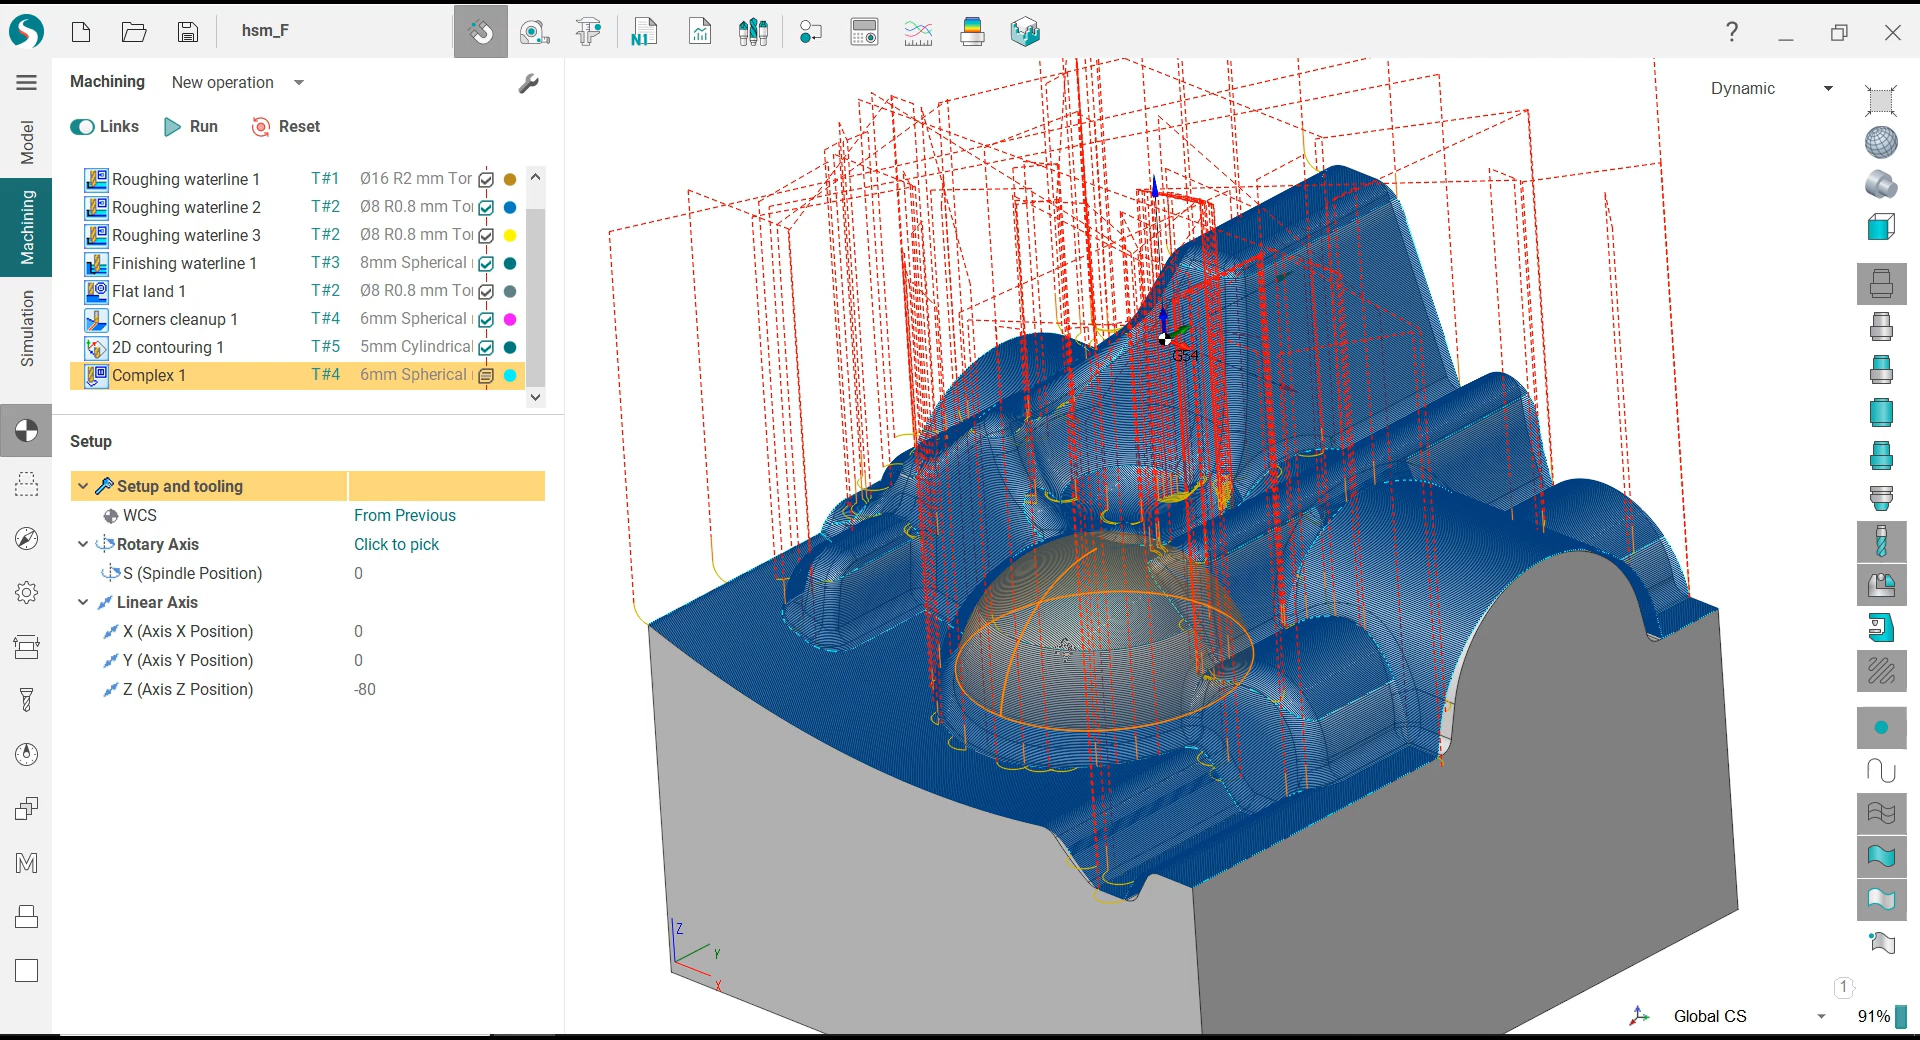 hsm_F
N1
?
Machining
New operation
Links
Run
Reset
Dynamic
Model
Machining
Simulation
Roughing waterline 1 T#1 Ø16 R2 mm Tor
Roughing waterline 2 T#2 Ø8 R0.8 mm Tor
Roughing waterline 3 T#2 Ø8 R0.8 mm Tor
Finishing waterline 1 T#3 8mm Spherical
Flat land 1 T#2 Ø8 R0.8 mm Tor
Corners cleanup 1 T#4 6mm Spherical
2D contouring 1 T#5 5mm Cylindrical
Complex 1 T#4 6mm Spherical
Setup
Setup and tooling
WCS From Previous
Rotary Axis Click to pick
S (Spindle Position) 0
Linear Axis
X (Axis X Position) 0
Y (Axis Y Position) 0
Z (Axis Z Position) -80
G54
Z
Y
X
1
Global CS
91%